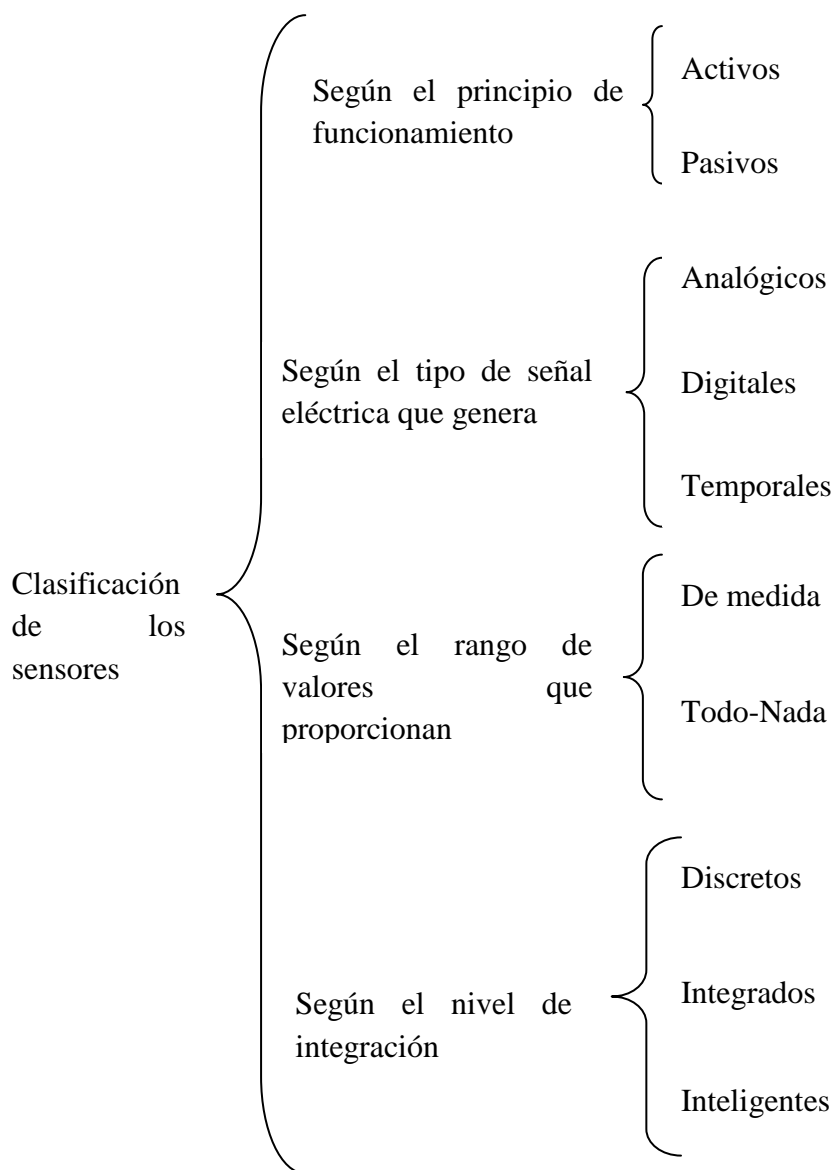 Clasificación
de los
sensores
Según el principio de
funcionamiento
Activos
Pasivos
Según el tipo de señal
eléctrica que genera
Analógicos
Digitales
Temporales
Según el rango de
valores que
proporcionan
De medida
Todo-Nada
Según el nivel de
integración
Discretos
Integrados
Inteligentes